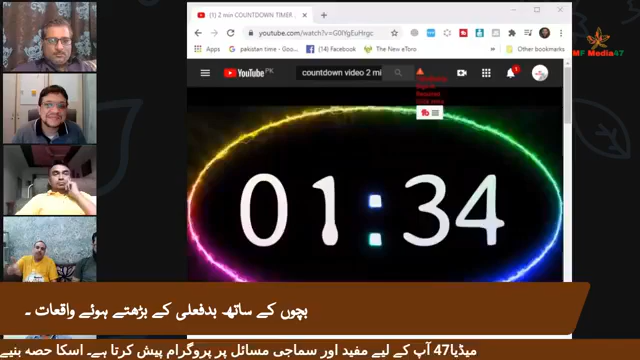 2 min COUNTDOWN TIMER
youtube.com/watch?v=G0IYgEuHrgc
Apps
pakistan time - Goo
(14) Facebook
The New eToro
Other bookmarks
YouTube PK
countdown video 2 mi
MF Media47
01:34
بچوں کے ساتھ بدفعلی کے بڑھتے ہوئے واقعات ۔
میڈیا47 آپ کے لیے مفید اور سماجی مسائل پر پروگرام پیش کرتا ہے۔ اسکا حصہ بنیے